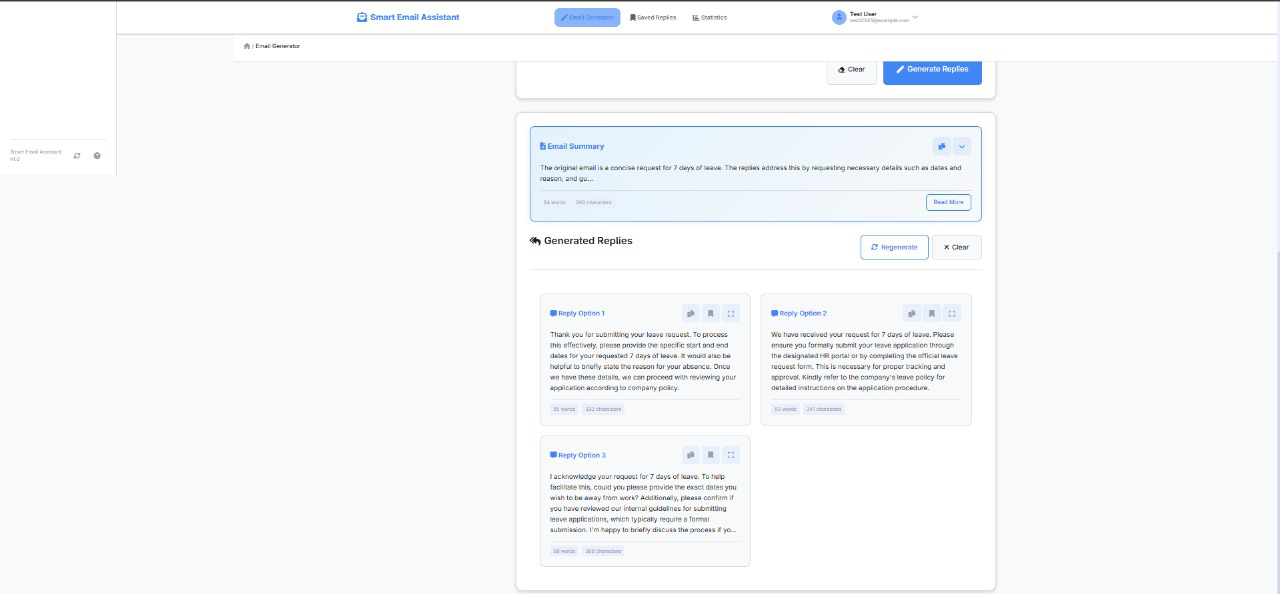 Smart Email Assistant
Email Generator
Saved Replies
Statistics
Test User
/ Email Generator
Clear
Generate Replies
Smart Email Assistant
v1.0
Email Summary
The original email is a concise request for 7 days of leave. The replies address this by requesting necessary details such as dates and
reason, and gu...
34 words
200 characters
Read More
Generated Replies
Regenerate
Clear
Reply Option 1
Thank you for submitting your leave request. To process
this effectively, please provide the specific start and end
dates for your requested 7 days of leave. It would also be
helpful to briefly state the reason for your absence. Once
we have these details, we can proceed with reviewing your
application according to company policy.
words
332 characters
Reply Option 2
We have received your request for 7 days of leave. Please
ensure you formally submit your leave application through
the designated HR portal or by completing the official leave
request form. This is necessary for proper tracking and
approval. Kindly refer to the company's leave policy for
detailed instructions on the application procedure.
53 words
341 characters
Reply Option 3
I acknowledge your request for 7 days of leave. To help
facilitate this, could you please provide the exact dates you
wish to be away from work? Additionally, please confirm if
you have reviewed our internal guidelines for submitting
leave applications, which typically require a formal
submission. I'm happy to briefly discuss the process if yo...
words
characters